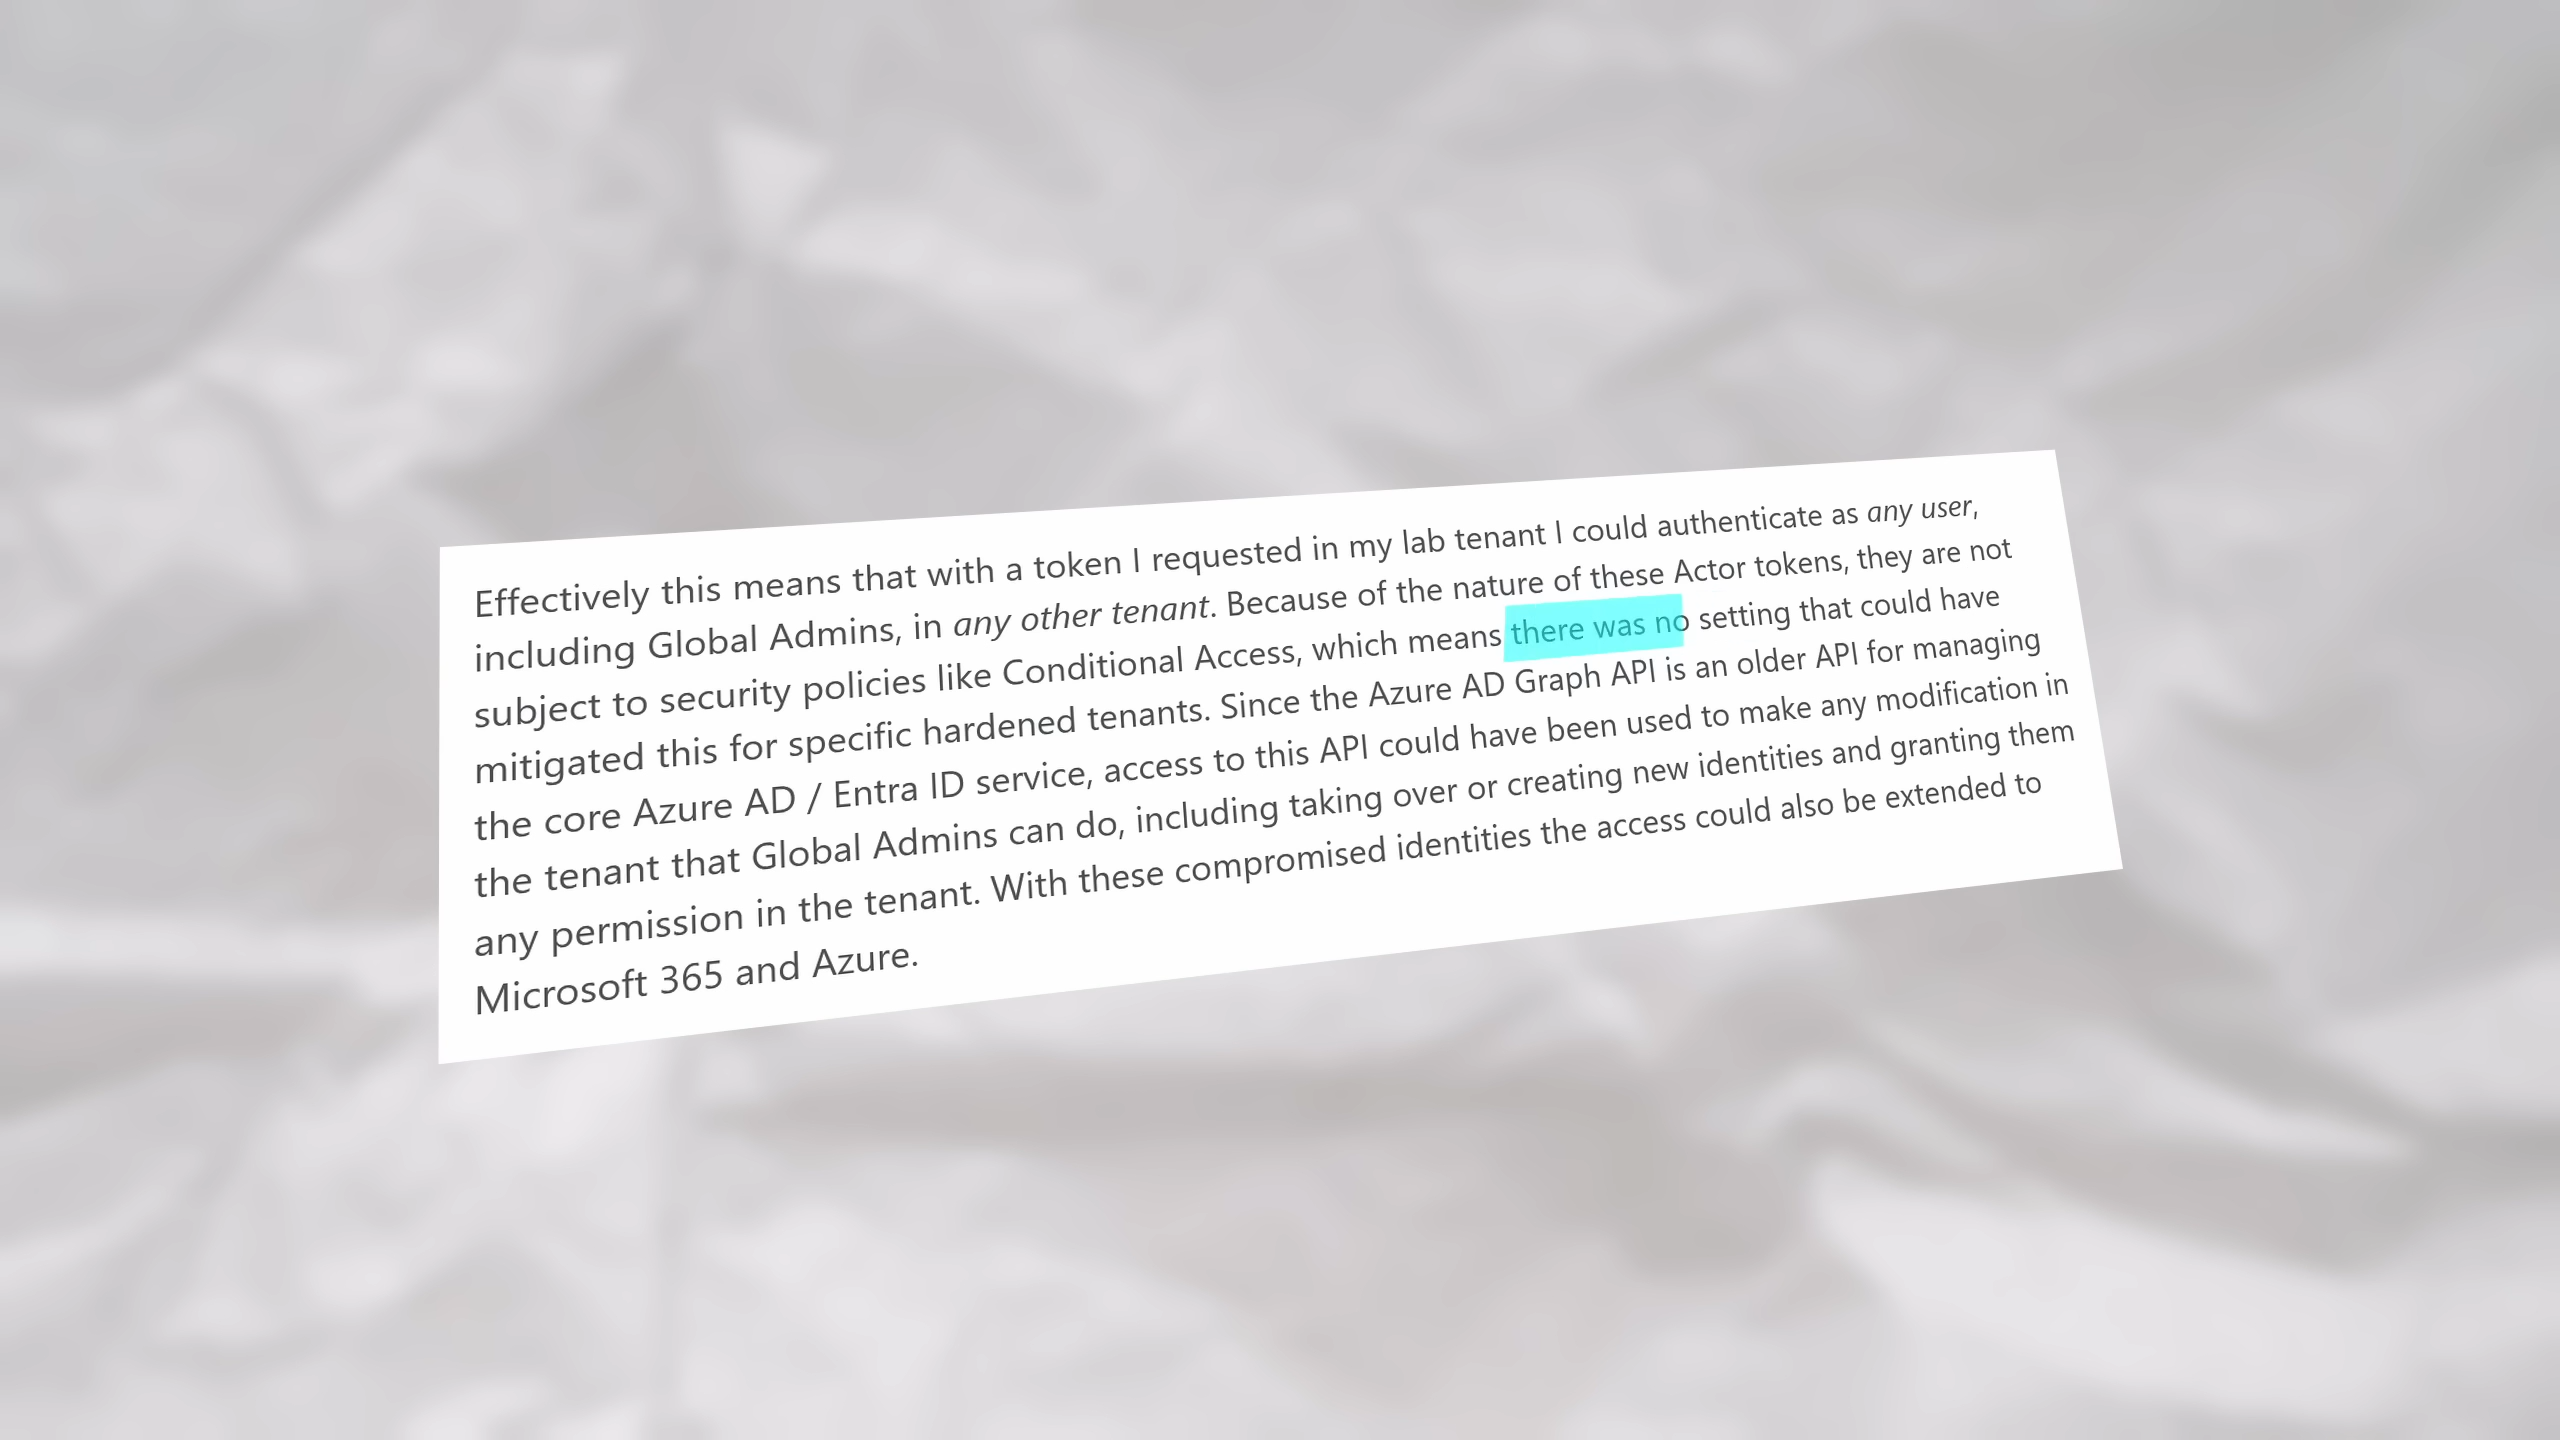 Effectively this means that with a token I requested in my lab tenant I could authenticate as any user,
including Global Admins, in any other tenant. Because of the nature of these Actor tokens, they are not
subject to security policies like Conditional Access, which means there was no setting that could have
mitigated this for specific hardened tenants. Since the Azure AD Graph API is an older API for managing
the core Azure AD / Entra ID service, access to this API could have been used to make any modification in
the tenant that Global Admins can do, including taking over or creating new identities and granting them
any permission in the tenant. With these compromised identities the access could also be extended to
Microsoft 365 and Azure.